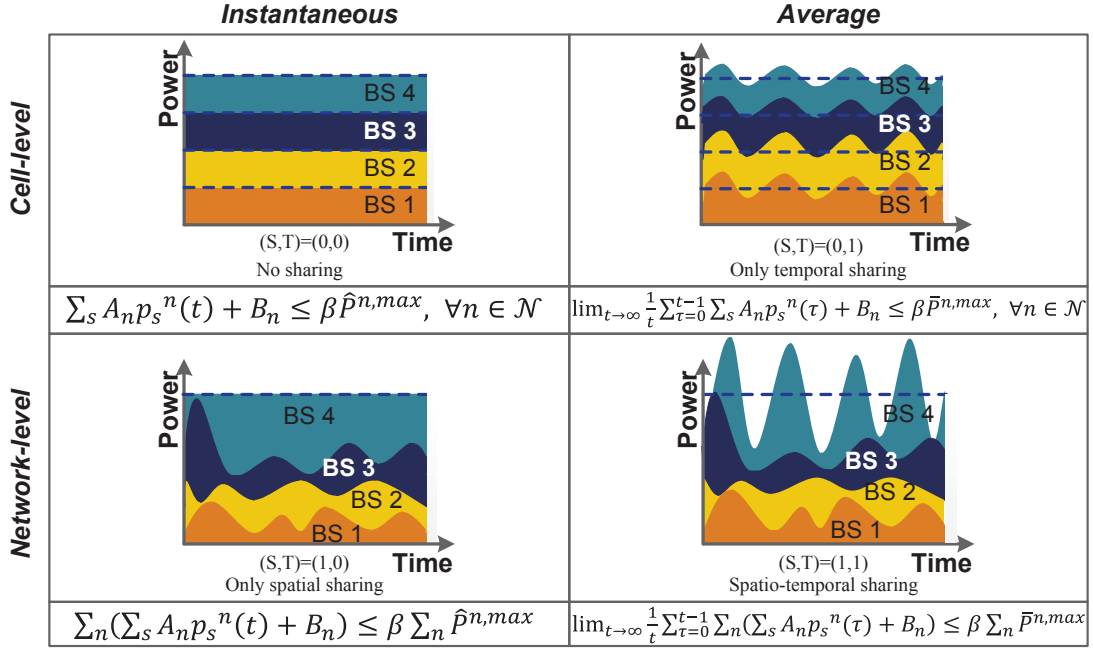 Instantaneous
Average
Cell-level
Power
BS 4
BS 3
BS 2
BS 1
Time
(S,T)=(0,0)
No sharing
Power
BS 4
BS 3
BS 2
BS 1
Time
(S,T)=(0,1)
Only temporal sharing
∑_s A_n p_s^n(t) + B_n ≤ βP̂^{n,max}, ∀n ∈ 𝒩
lim_{t→∞} 1/t ∑_{τ=0}^{t−1} ∑_s A_n p_s^n(τ) + B_n ≤ βP̄^{n,max}, ∀n ∈ 𝒩
Network-level
Power
BS 4
BS 3
BS 2
BS 1
Time
(S,T)=(1,0)
Only spatial sharing
Power
BS 4
BS 3
BS 2
BS 1
Time
(S,T)=(1,1)
Spatio-temporal sharing
∑_n(∑_s A_n p_s^n(t) + B_n) ≤ β ∑_n P̂^{n,max}
lim_{t→∞} 1/t ∑_{τ=0}^{t−1} ∑_n(∑_s A_n p_s^n(τ) + B_n) ≤ β ∑_n P̄^{n,max}